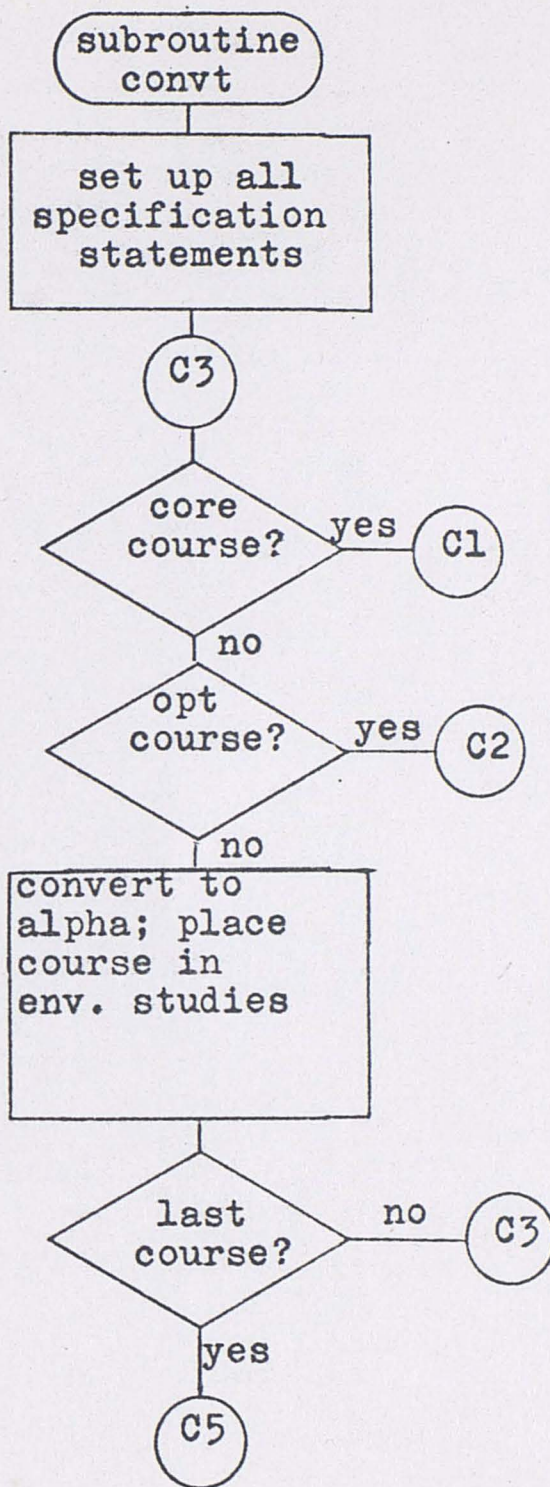 subroutine
convt
set up all
specification
statements
C3
core
course?
yes
C1
no
opt
course?
yes
C2
no
convert to
alpha; place
course in
env. studies
last
course?
no
C3
yes
C5